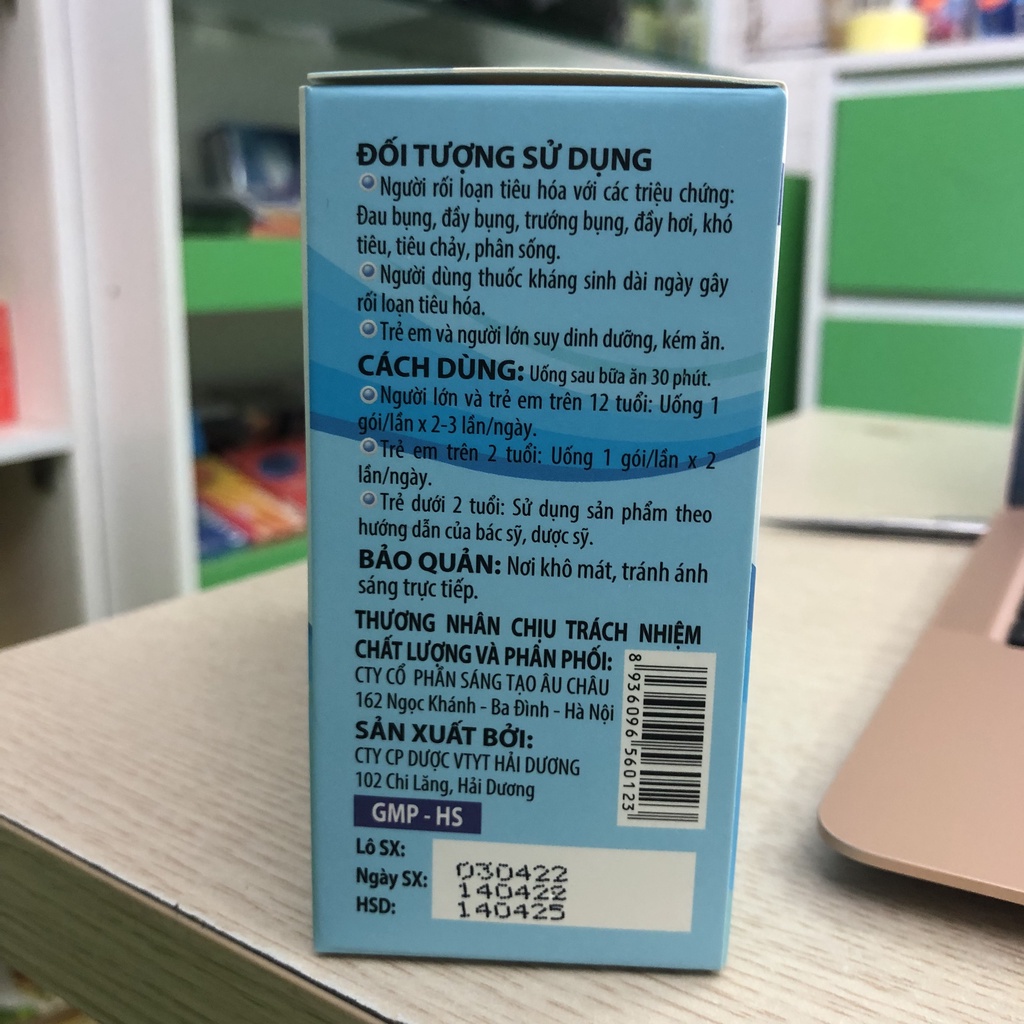 ĐỐI TƯỢNG SỬ DỤNG
Người rối loạn tiêu hóa với các triệu chứng:
Đau bụng, đầy bụng, trướng bụng, đầy hơi, khó
tiêu, tiêu chảy, phân sống.
Người dùng thuốc kháng sinh dài ngày gây
rối loạn tiêu hóa.
Trẻ em và người lớn suy dinh dưỡng, kém ăn.
CÁCH DÙNG: Uống sau bữa ăn 30 phút.
Người lớn và trẻ em trên 12 tuổi: Uống 1
gói/lần x 2-3 lần/ngày.
Trẻ em trên 2 tuổi: Uống 1 gói/lần x 2
lần/ngày.
Trẻ dưới 2 tuổi: Sử dụng sản phẩm theo
hướng dẫn của bác sỹ, dược sỹ.
BẢO QUẢN: Nơi khô mát, tránh ánh
sáng trực tiếp.
THƯƠNG NHÂN CHỊU TRÁCH NHIỆM
CHẤT LƯỢNG VÀ PHÂN PHỐI:
CTY CỔ PHẦN SÁNG TẠO ÂU CHÂU
162 Ngọc Khánh - Ba Đình - Hà Nội
SẢN XUẤT BỞI:
CTY CP DƯỢC VTYT HẢI DƯƠNG
102 Chi Lăng, Hải Dương
GMP - HS
8936096560123
Lô SX: 030422
Ngày SX: 140422
HSD: 140425